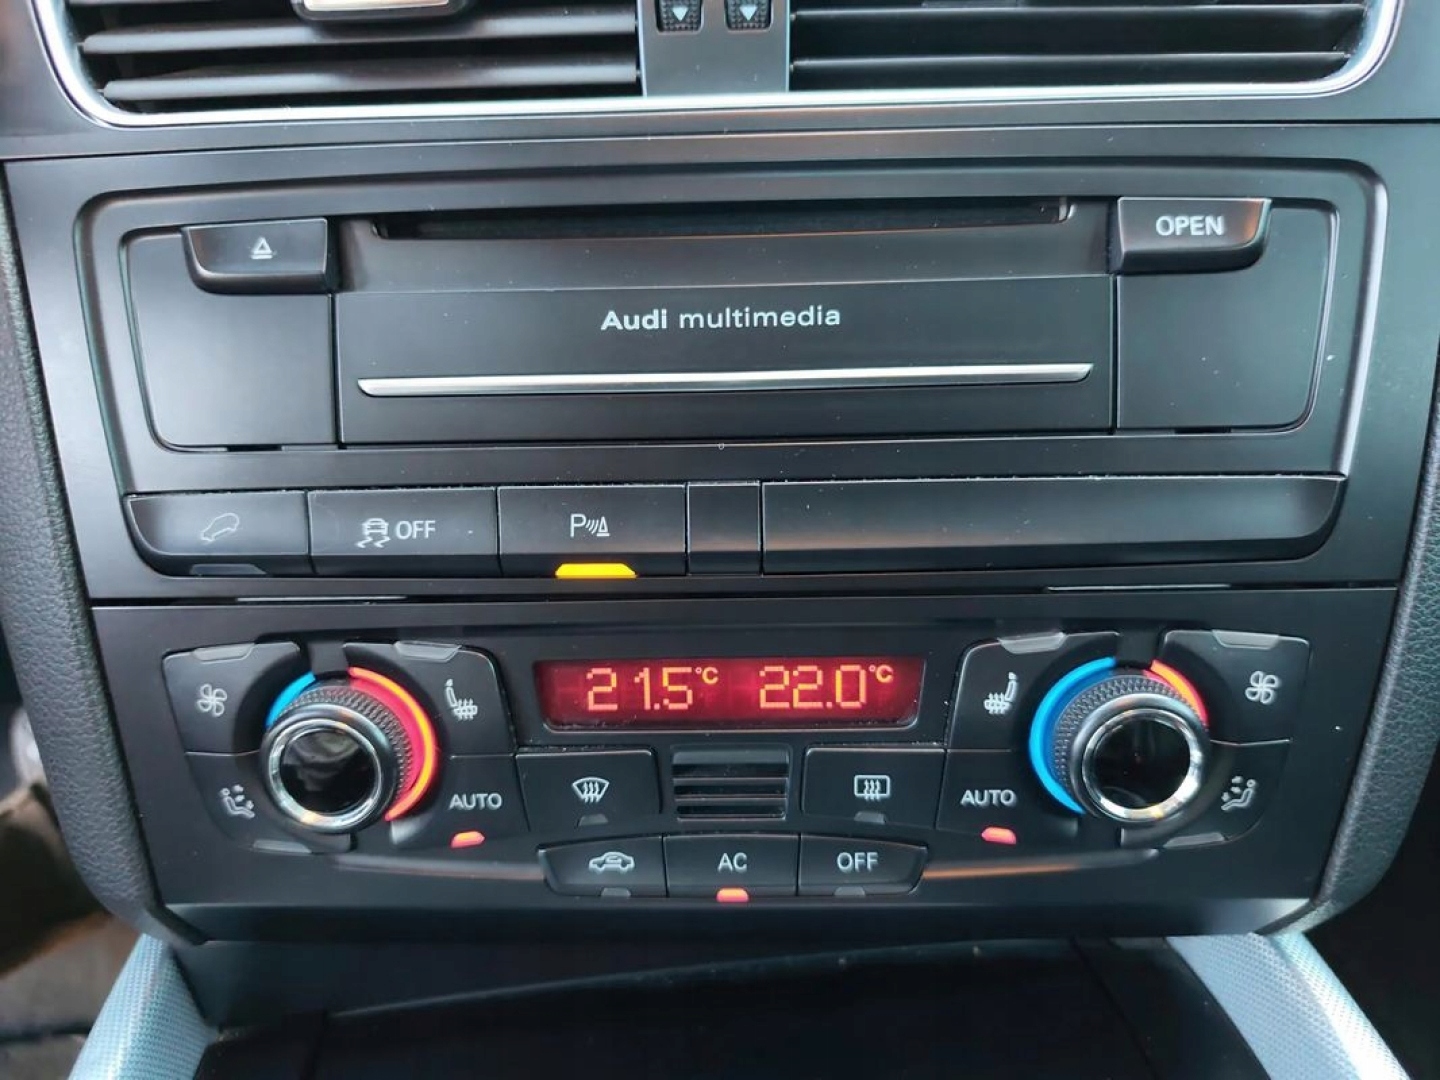 OPEN
Audi multimedia
OFF P
21.5°C 22.0°C
AUTO AUTO
AC OFF